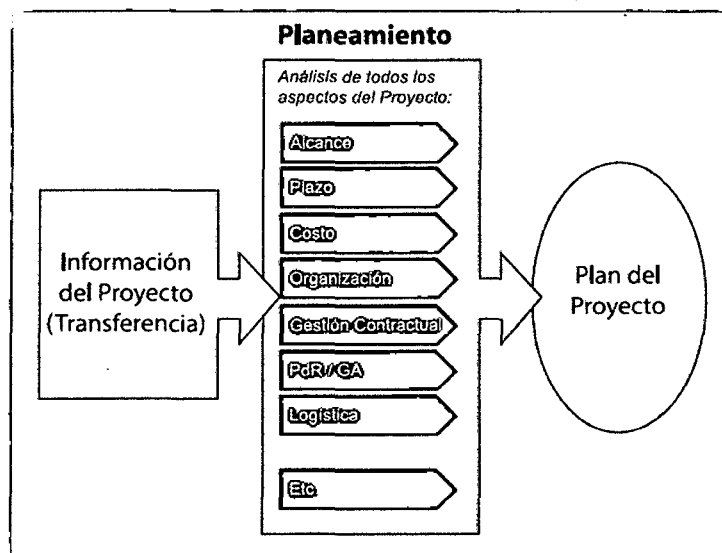 Planeamiento
Análisis de todos los
aspectos del Proyecto:
Alcance
Plazo
Costo
Organización
Gestión Contractual
PdR / GA
Logística
Etc
Información
del Proyecto
(Transferencia)
Plan del
Proyecto